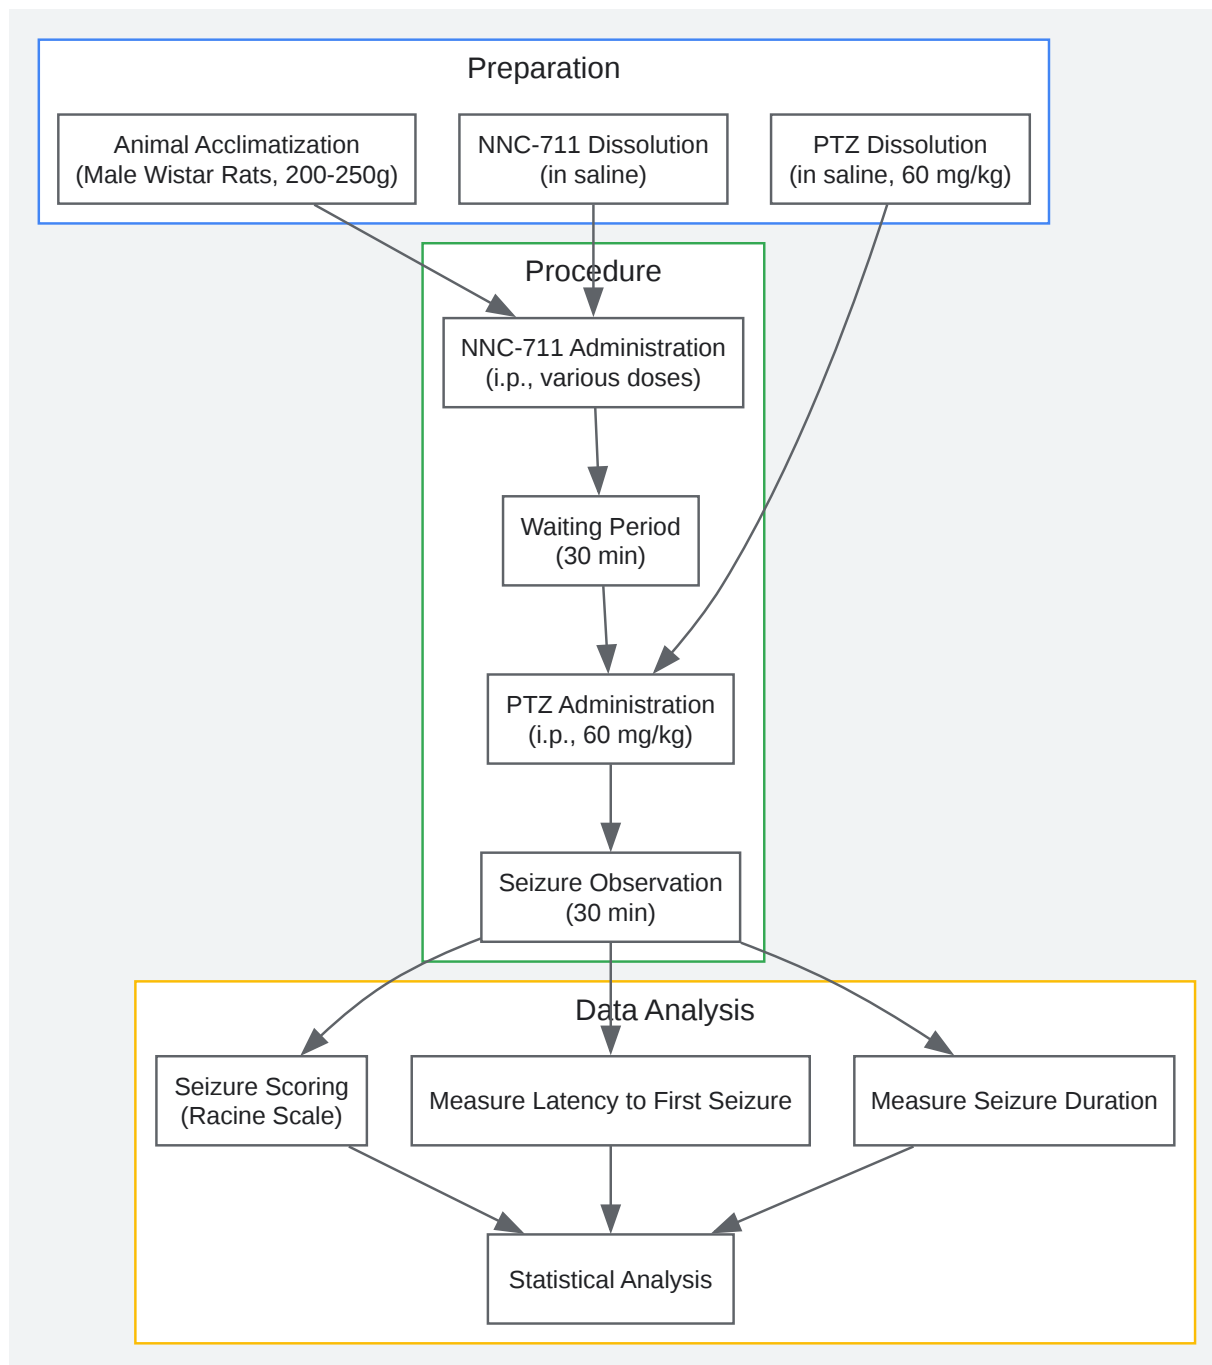 Preparation
Animal Acclimatization
(Male Wistar Rats, 200-250g)
NNC-711 Dissolution
(in saline)
PTZ Dissolution
(in saline, 60 mg/kg)
Procedure
NNC-711 Administration
(i.p., various doses)
Waiting Period
(30 min)
PTZ Administration
(i.p., 60 mg/kg)
Seizure Observation
(30 min)
Data Analysis
Seizure Scoring
(Racine Scale)
Measure Latency to First Seizure
Measure Seizure Duration
Statistical Analysis